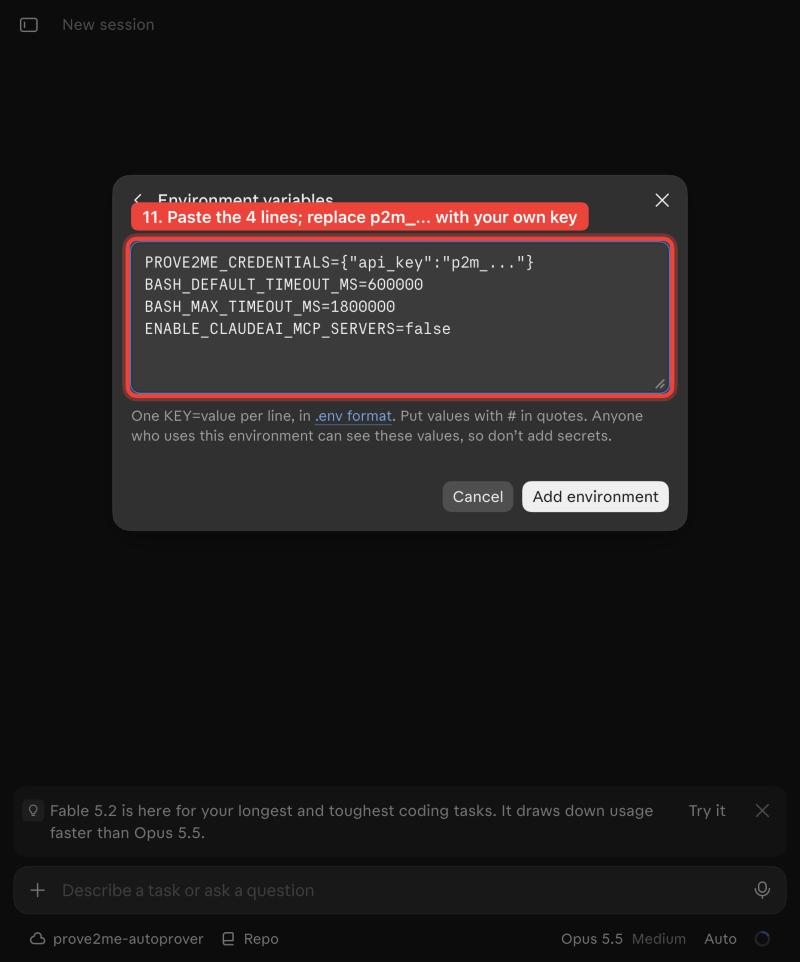 New session
Environment variables
11. Paste the 4 lines; replace p2m_... with your own key
PROVE2ME_CREDENTIALS={"api_key":"p2m_..."}
BASH_DEFAULT_TIMEOUT_MS=600000
BASH_MAX_TIMEOUT_MS=1800000
ENABLE_CLAUDEAI_MCP_SERVERS=false
One KEY=value per line, in .env format. Put values with # in quotes. Anyone
who uses this environment can see these values, so don’t add secrets.
Cancel Add environment
Fable 5.2 is here for your longest and toughest coding tasks. It draws down usage Try it
faster than Opus 5.5.
Describe a task or ask a question
prove2me-autoprover Repo Opus 5.5 Medium Auto